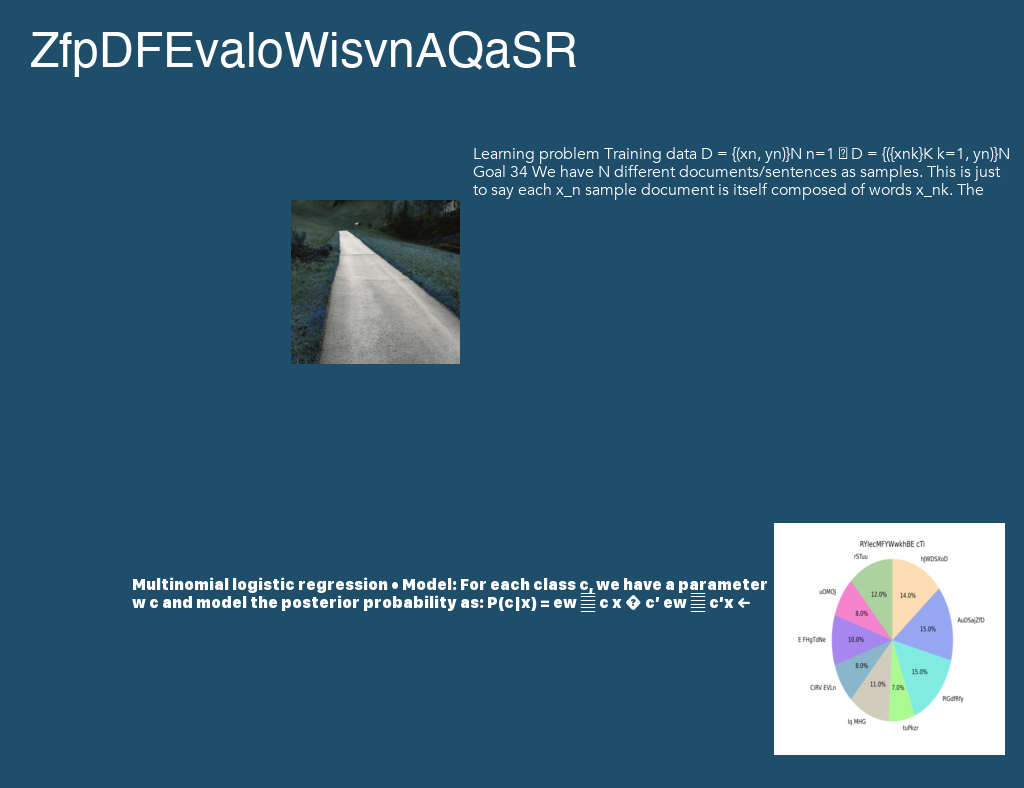 ZfpDFEvaloWisvnAQaSR
Learning problem Training data D = {(xn, yn)}N n=1 D = {({xnk}K k=1, yn)}N
Goal 34 We have N different documents/sentences as samples. This is just
to say each x_n sample document is itself composed of words x_nk. The
Multinomial logistic regression • Model: For each class c, we have a parameter
w c and model the posterior probability as: P(c|x) = ew c x � c′ ew c′x ←
RYlecMFYWwkhBE cTi
rSTuu
hJWDSXoD
12.0%
14.0%
uOMOJ
8.0%
AuDSajZfD
15.0%
E FHgTdNe
10.0%
8.0%
15.0%
CiRV EVLn
11.0%
7.0%
PiGdfRfy
lq MHG
tuPkzr